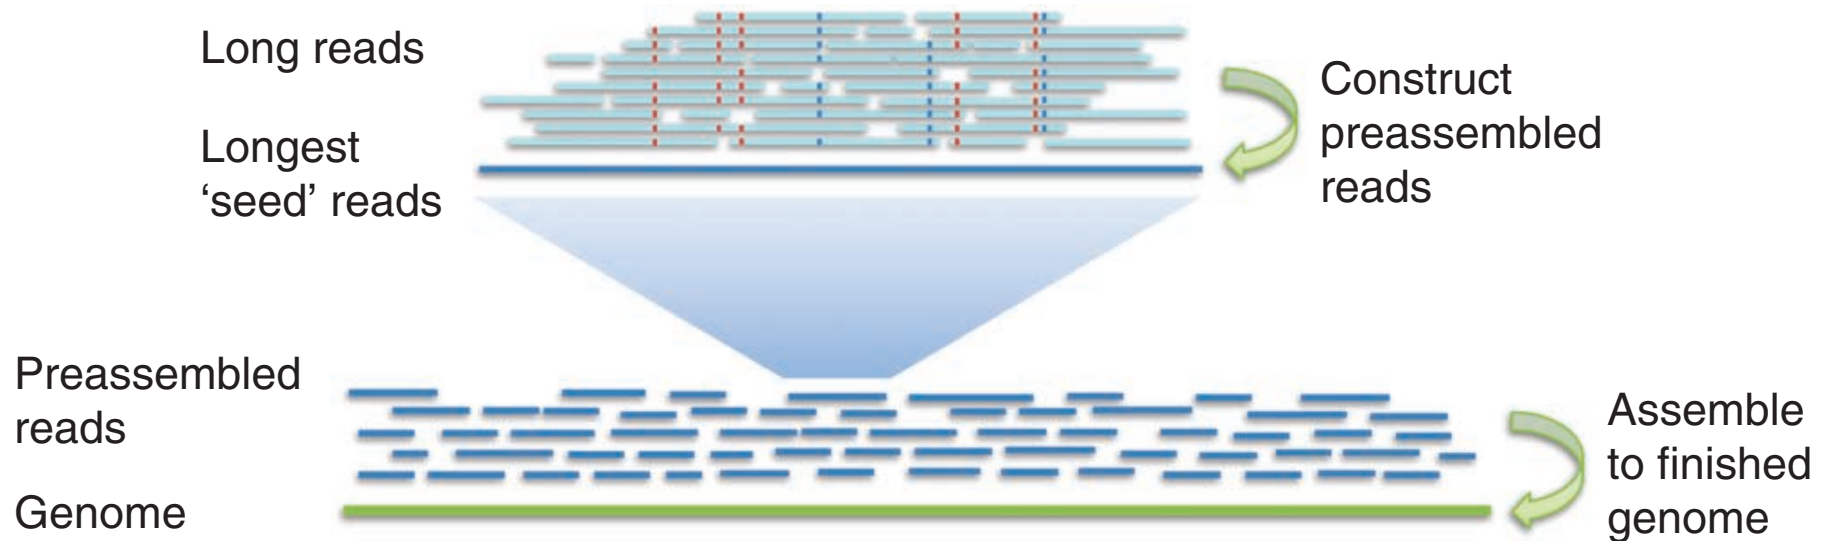 Long reads
Longest
‘seed’ reads
Construct
preassembled
reads
Preassembled
reads
Genome
Assemble
to finished
genome